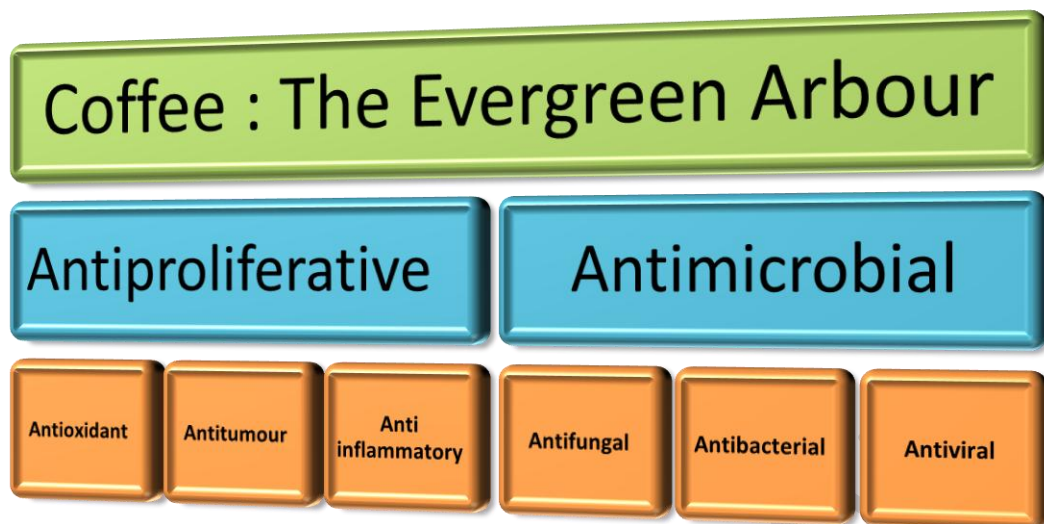 Coffee : The Evergreen Arbour
Antiproliferative
Antimicrobial
Antioxidant
Antitumour
Anti
inflammatory
Antifungal
Antibacterial
Antiviral